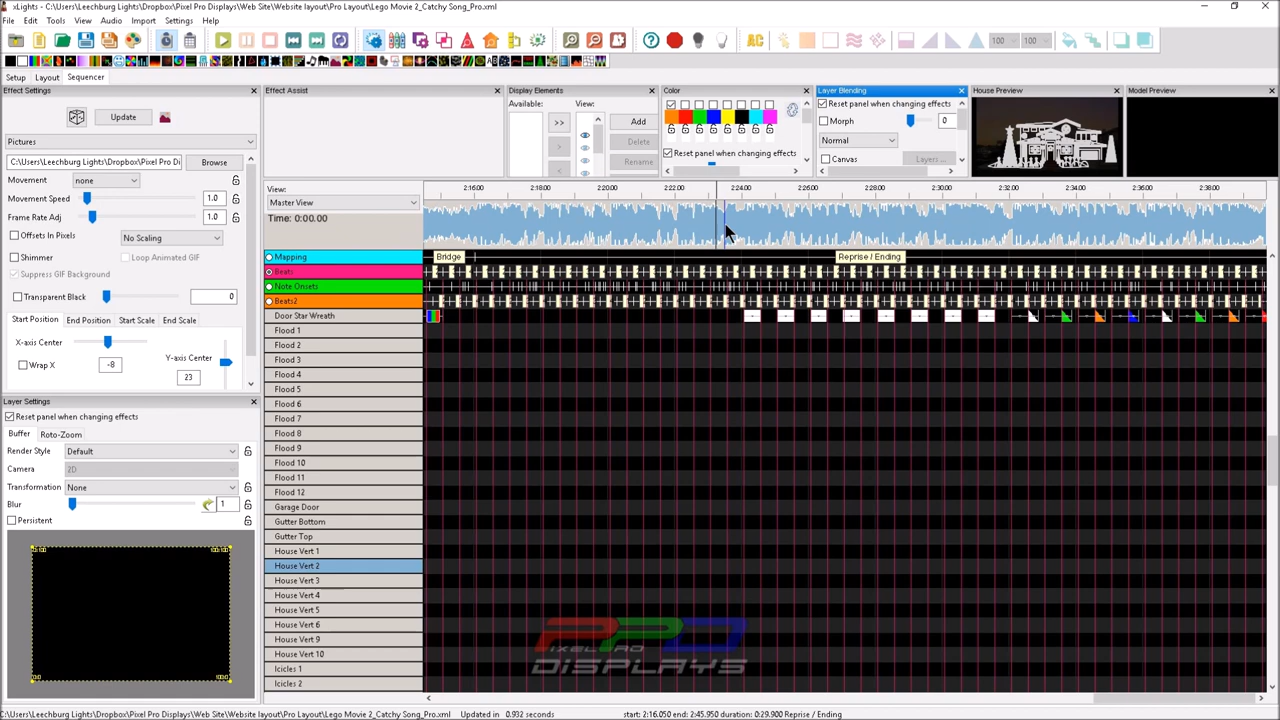 xLights - C:\Leechburg Lights\Dropbox\Pixel Pro Displays\Web Site\Website layout\Pro Layout\Lego Movie 2_Catchy Song_Pro.xml
File Edit Tools View Audio Import Settings Help
AC 100 100
Setup Layout Sequencer
Effect Settings
Update
Pictures
C:\Leechburg Lights\Dropbox\Pixel Pro Di Browse
Movement none
Movement Speed 1.0
Frame Rate Adj 1.0
Offsets In Pixels No Scaling
Shimmer Loop Animated GIF
Suppress GIF Background
Transparent Black 0
Start Position End Position Start Scale End Scale
X-axis Center
Y-axis Center
Wrap X -8
23
Layer Settings
Reset panel when changing effects
Buffer Roto-Zoom
Render Style Default
Camera 2D
Transformation None
Blur 1
Persistent
Effect Assist
Display Elements
Available: View:
>> Add
> Delete
< Rename
Color
Reset panel when changing effects
Layer Blending
Reset panel when changing effects
Morph 0
Normal
Canvas Layers...
House Preview
Model Preview
View:
Master View
Time: 0:00.00
2:16:00 2:18:00 2:20:00 2:22:00 2:24:00 2:26:00 2:28:00 2:30:00 2:32:00 2:34:00 2:36:00 2:38:00
Mapping Bridge Reprise / Ending
Beats
Note Onsets
Beats2
Door Star Wreath
Flood 1
Flood 2
Flood 3
Flood 4
Flood 5
Flood 6
Flood 7
Flood 8
Flood 9
Flood 10
Flood 11
Flood 12
Garage Door
Gutter Bottom
Gutter Top
House Vert 1
House Vert 2
House Vert 3
House Vert 4
House Vert 5
House Vert 6
House Vert 9
House Vert 10
Icicles 1
Icicles 2
PPD
PIXEL PRO
DISPLAYS
C:\Leechburg Lights\Dropbox\Pixel Pro Displays\Web Site\Website layout\Pro Layout\Lego Movie 2_Catchy Song_Pro.xml Updated in 0.932 seconds start: 2:16.050 end: 2:45.950 duration: 0:29.900 Reprise / Ending